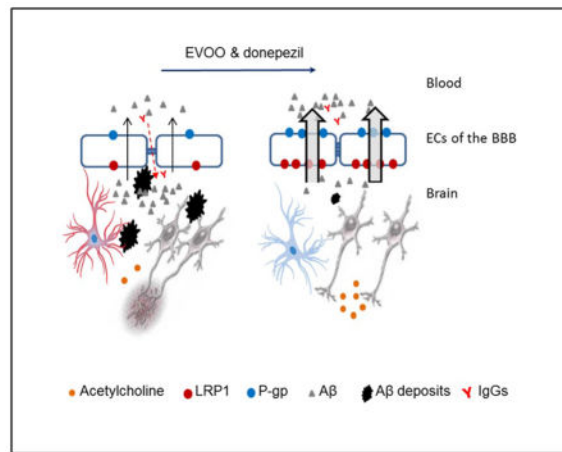 EVOO & donepezil
Blood
ECs of the BBB
Brain
Acetylcholine LRP1 P-gp Aβ Aβ deposits IgGs